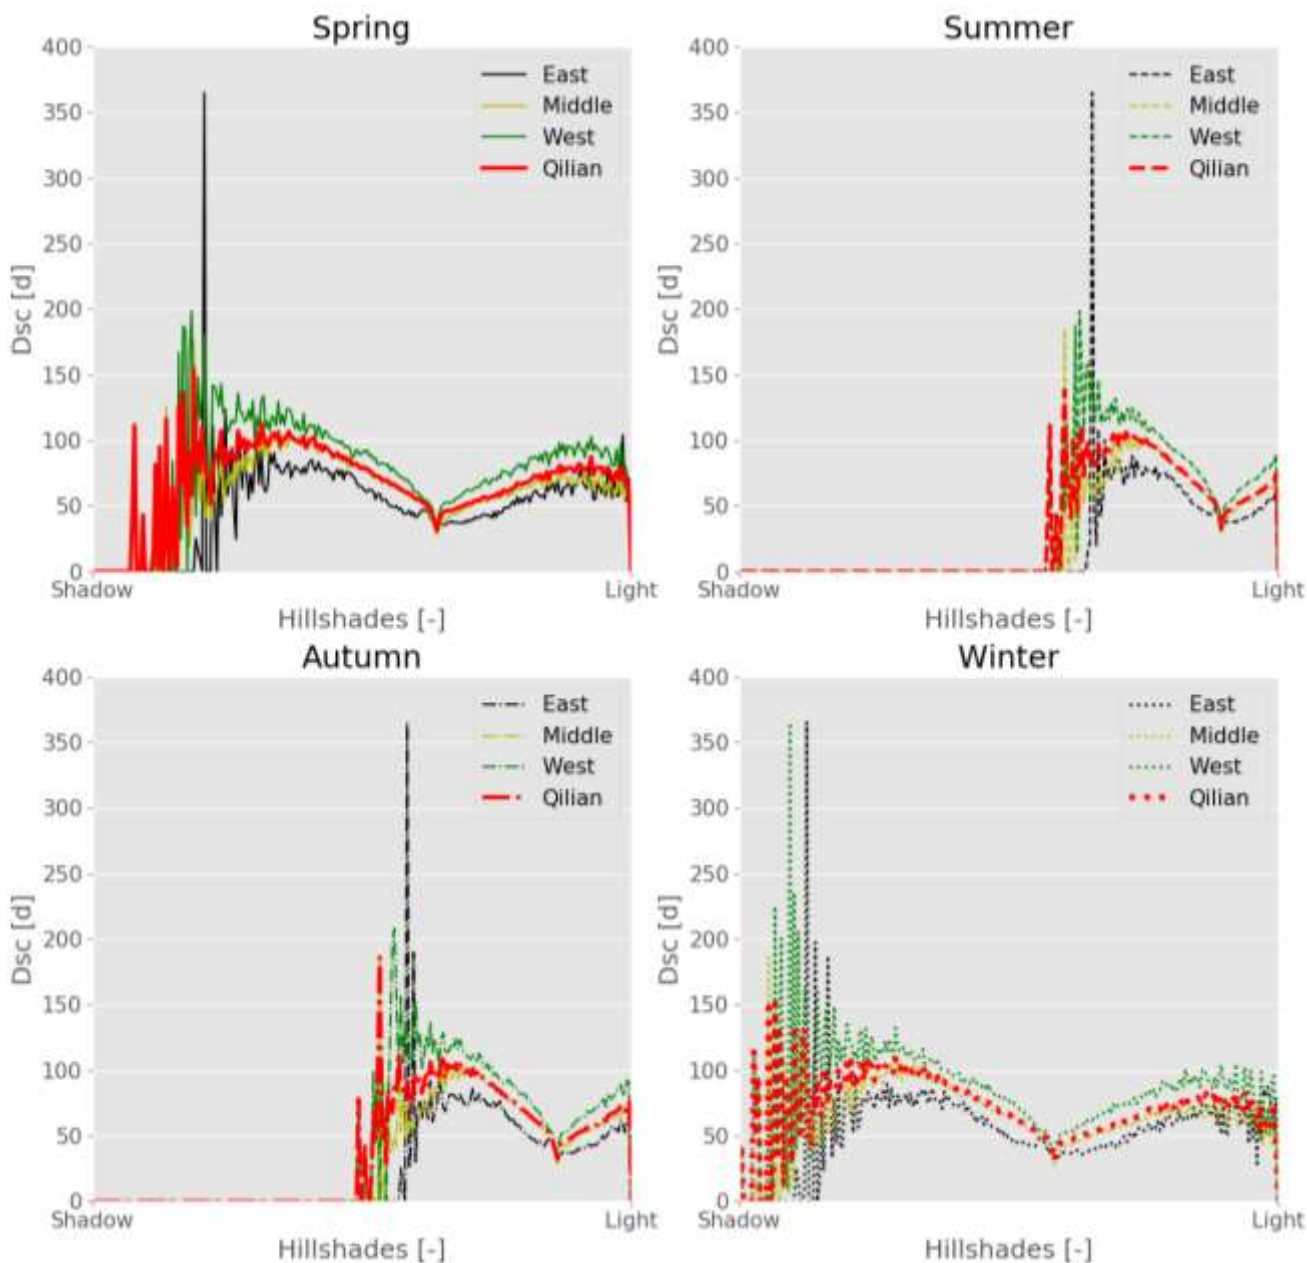 Spring
400
350
300
250
200
150
100
50
0
Dsc [d]
East
Middle
West
Qilian
Shadow
Light
Hillshades [-]
Summer
400
350
300
250
200
150
100
50
0
Dsc [d]
East
Middle
West
Qilian
Shadow
Light
Hillshades [-]
Autumn
400
350
300
250
200
150
100
50
0
Dsc [d]
East
Middle
West
Qilian
Shadow
Light
Hillshades [-]
Winter
400
350
300
250
200
150
100
50
0
Dsc [d]
East
Middle
West
Qilian
Shadow
Light
Hillshades [-]